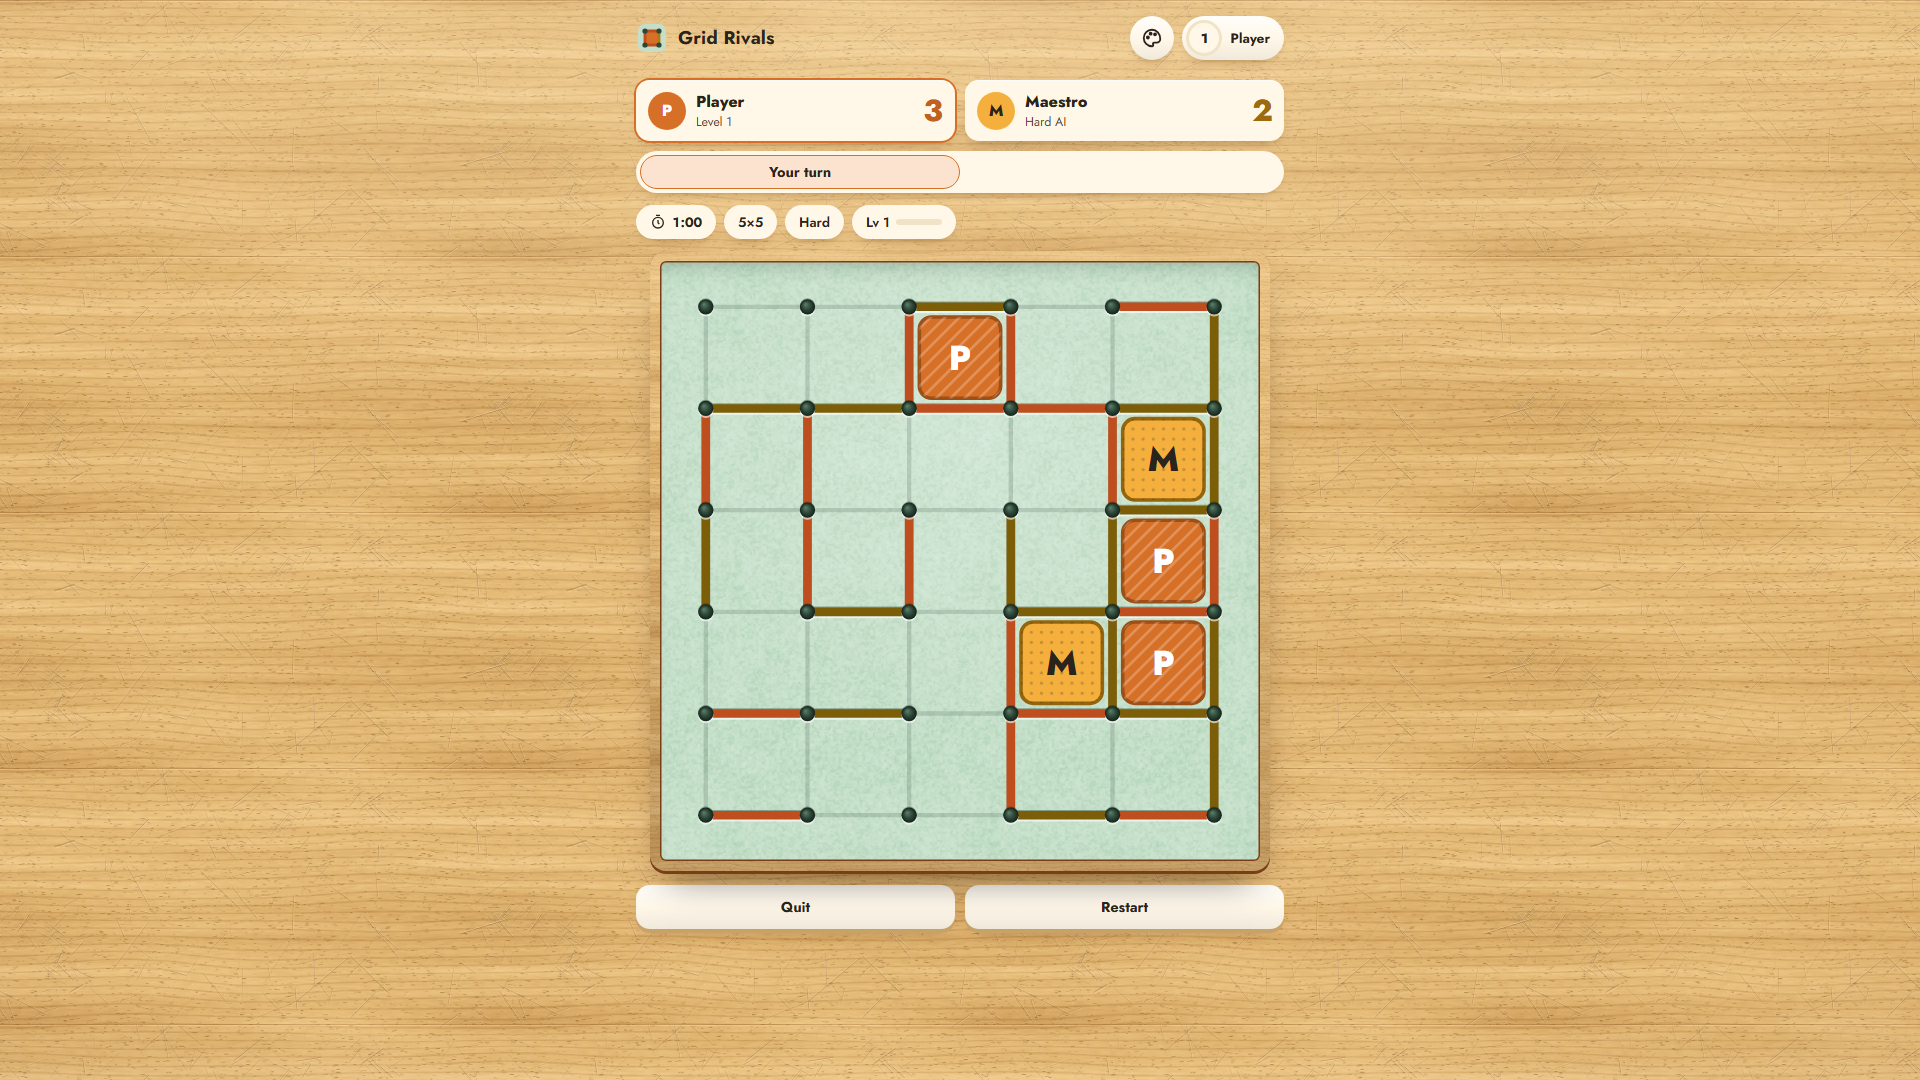 Grid Rivals
1 Player
P Player 3
Level 1
M Maestro 2
Hard AI
Your turn
1:00 5×5 Hard Lv 1
P
M
P
M P
Quit Restart